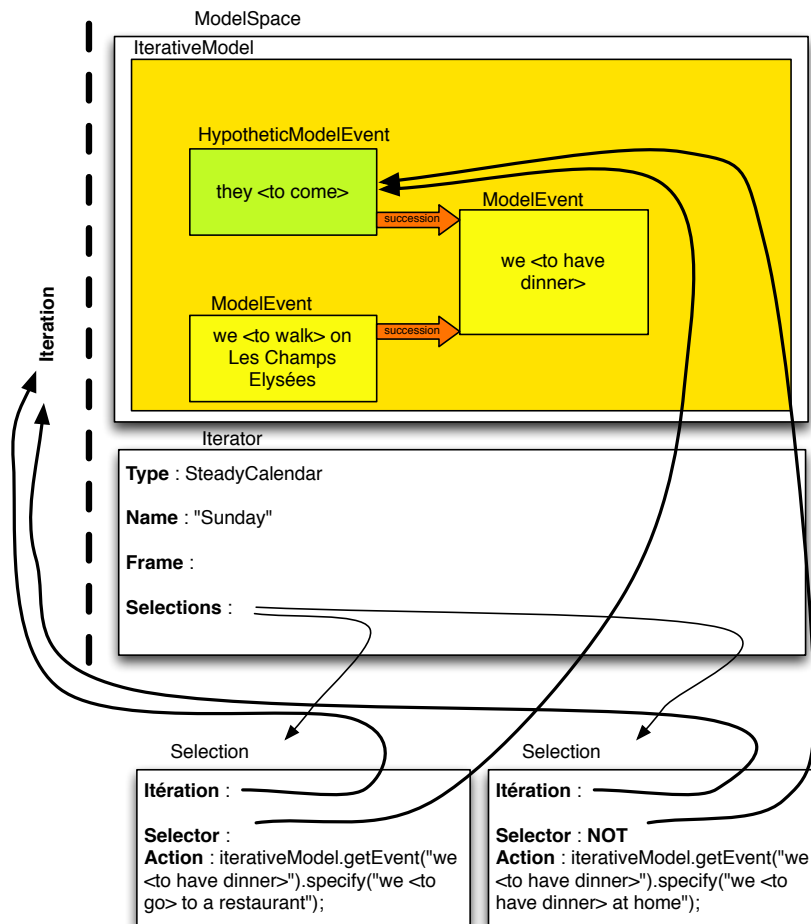 ModelSpace
IterativeModel
HypotheticModelEvent
they <to come>
succession
ModelEvent
we <to have
dinner>
ModelEvent
we <to walk> on
Les Champs
Elysées
succession
Iteration
Iterator
Type : SteadyCalendar
Name : "Sunday"
Frame :
Selections :
Selection
Itération :
Selector :
Action : iterativeModel.getEvent("we
<to have dinner>").specify("we <to
go> to a restaurant");
Selection
Itération :
Selector : NOT
Action : iterativeModel.getEvent("we
<to have dinner>").specify("we <to
have dinner> at home");